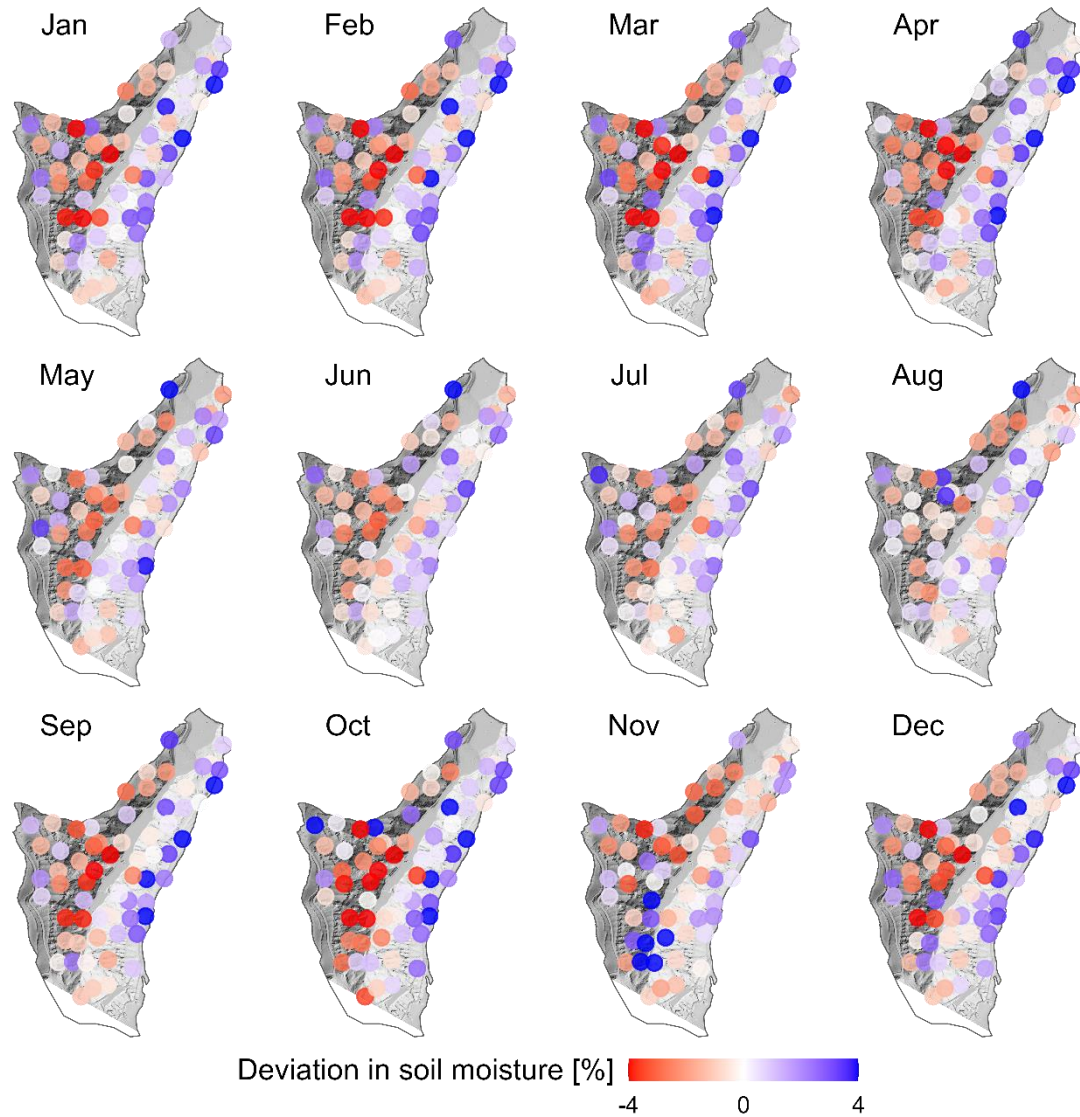 Jan Feb Mar Apr
May Jun Jul Aug
Sep Oct Nov Dec
Deviation in soil moisture [%]
-4 0 4